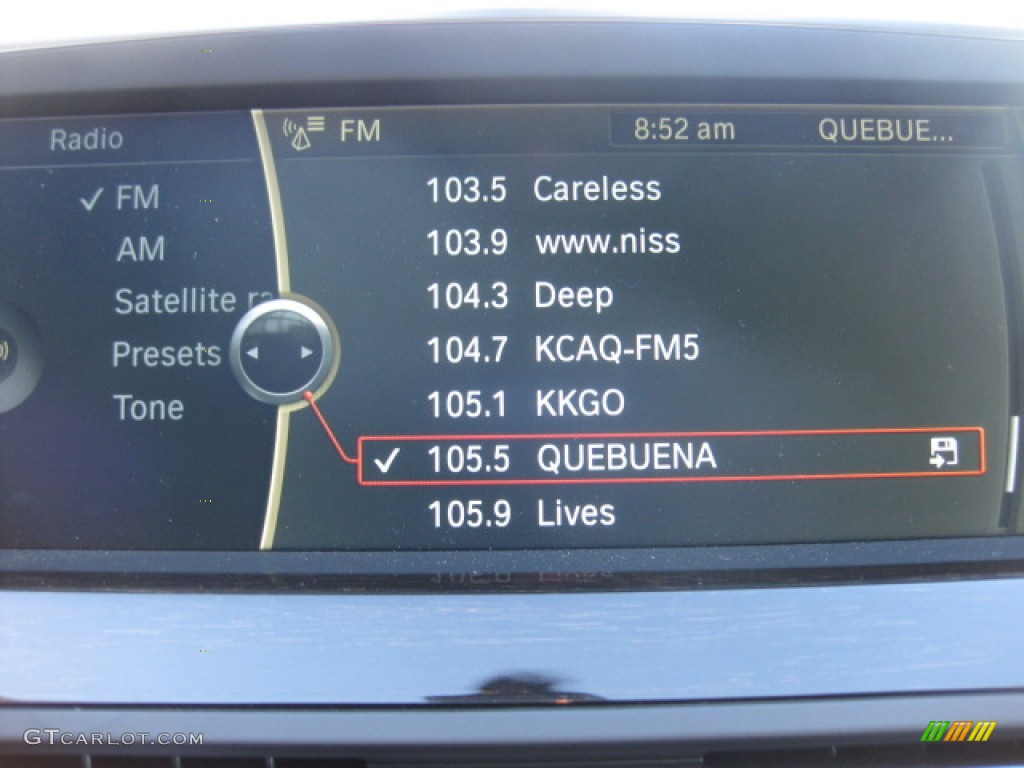 Radio
FM
8:52 am
QUEBUE...
FM
AM
Satellite ra
Presets
Tone
103.5 Careless
103.9 www.niss
104.3 Deep
104.7 KCAQ-FM5
105.1 KKGO
105.5 QUEBUENA
105.9 Lives
GTCARLOT.COM